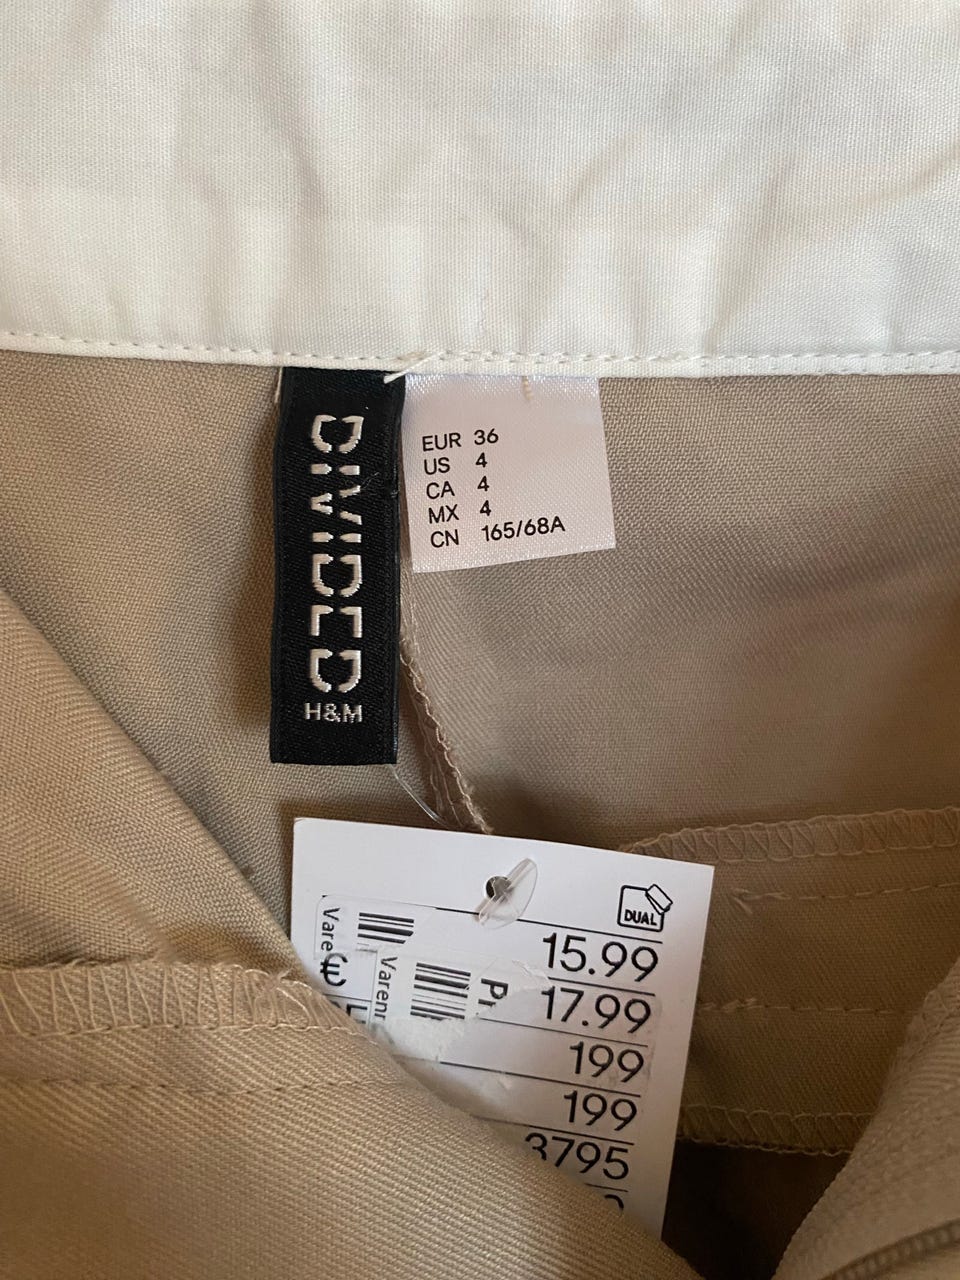 DIVIDED
H&M
EUR 36
US 4
CA 4
MX 4
CN 165/68A
DUAL
15.99
€ 17.99
199
199
3795
Varenr